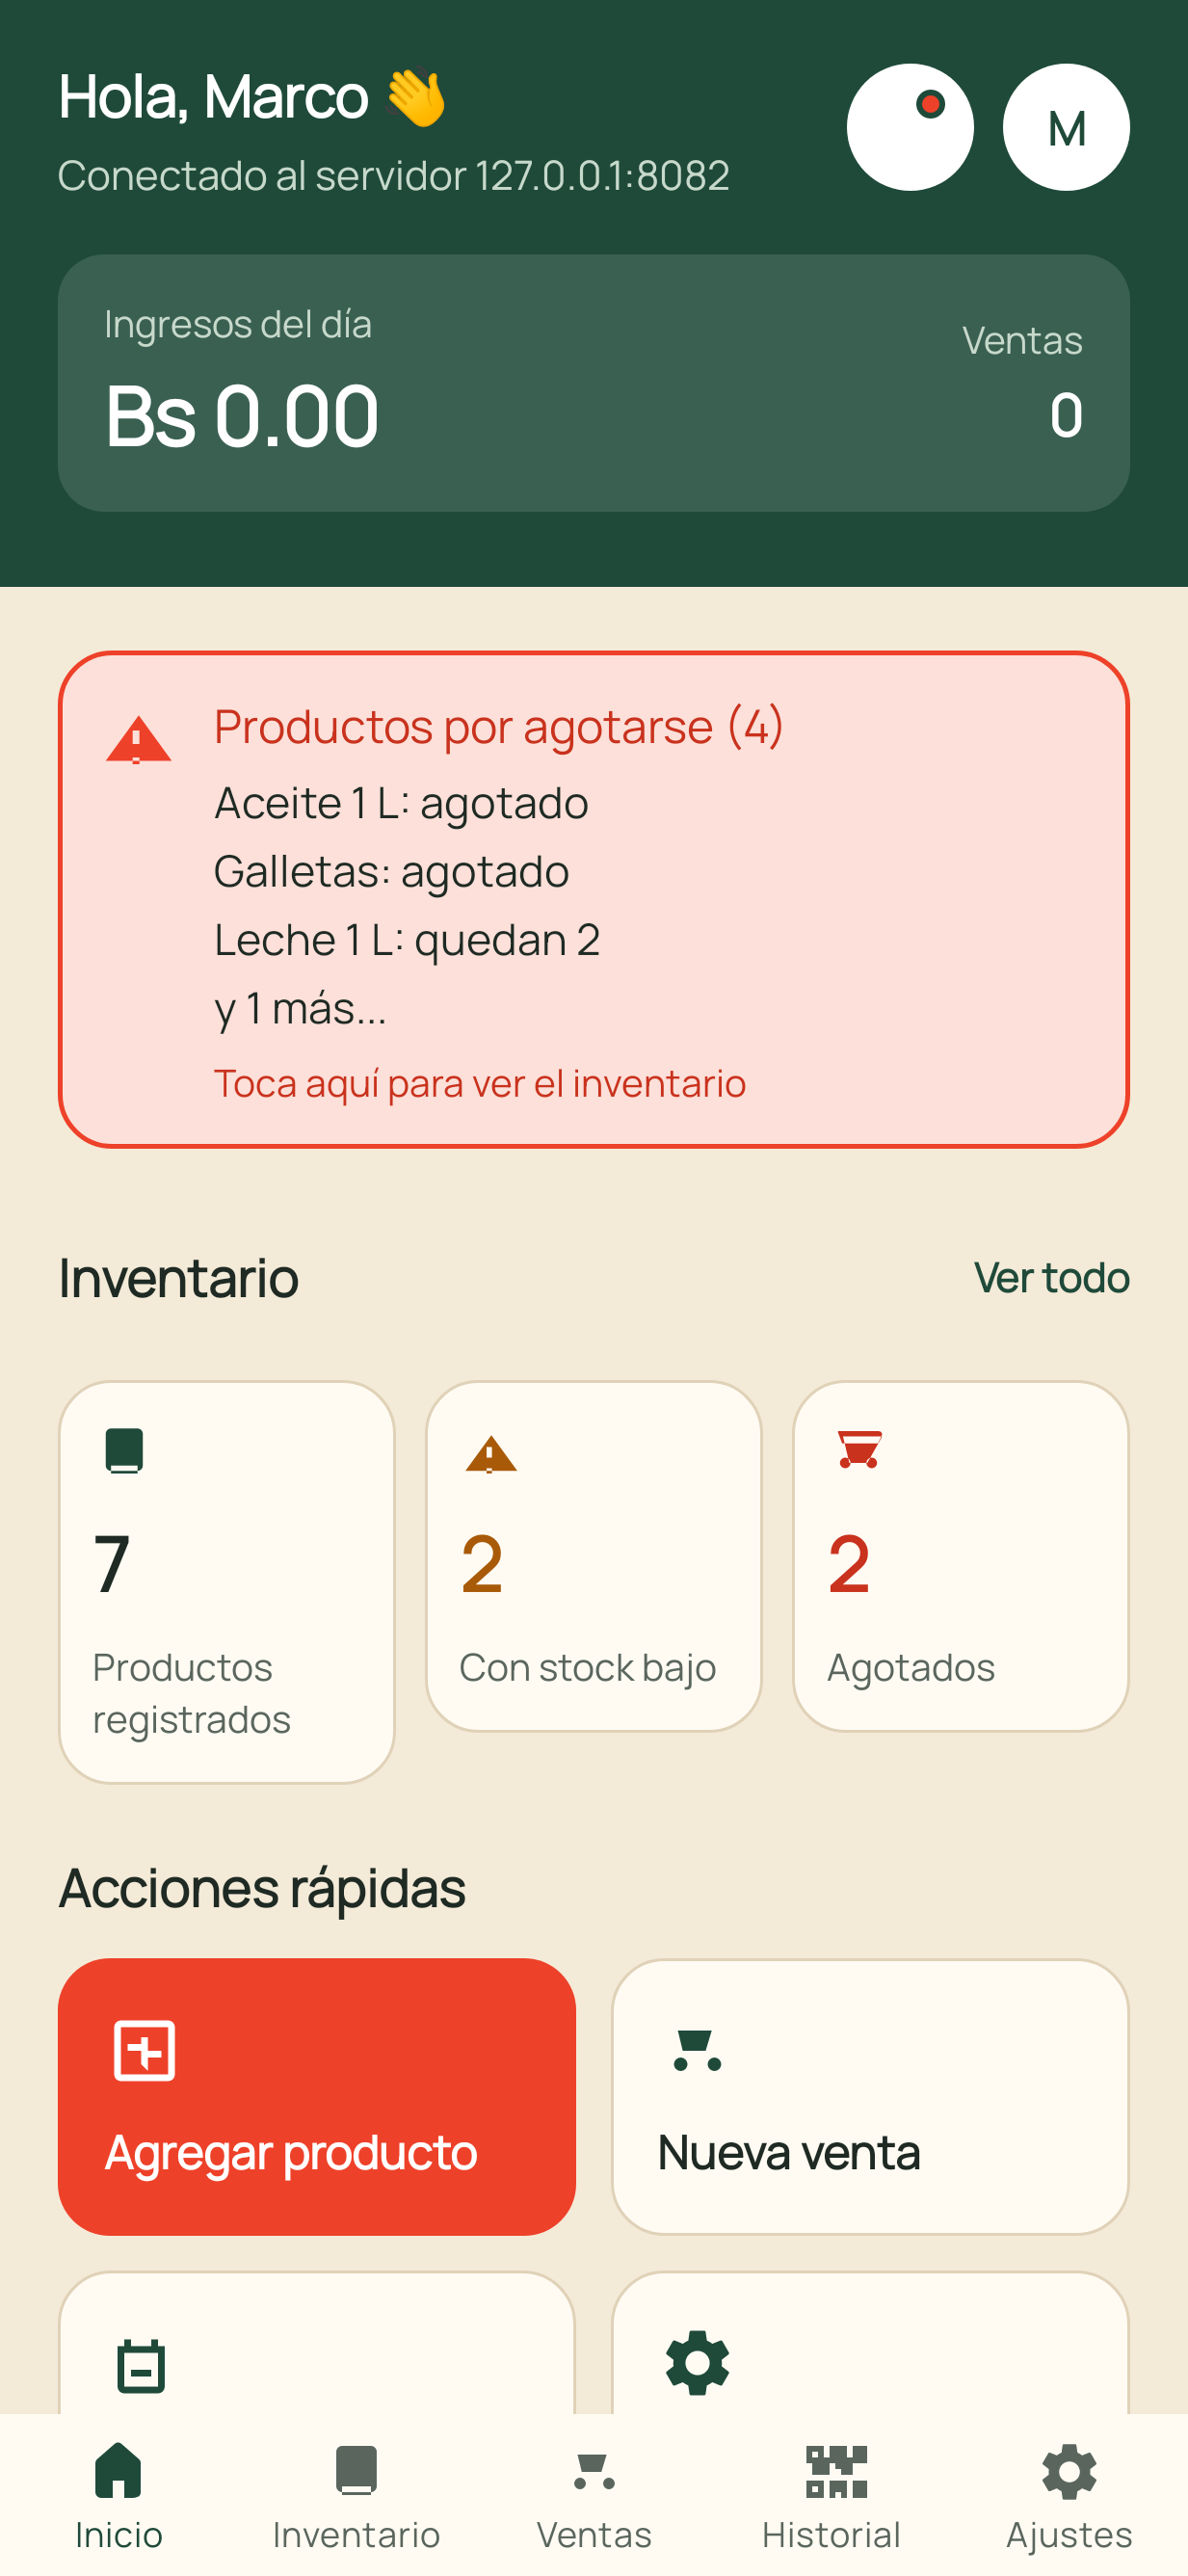 Hola, Marco 👋
Conectado al servidor 127.0.0.1:8082
M
Ingresos del día
Bs 0.00
Ventas
0
Productos por agotarse (4)
Aceite 1 L: agotado
Galletas: agotado
Leche 1 L: quedan 2
y 1 más...
Toca aquí para ver el inventario
Inventario
Ver todo
7
Productos
registrados
2
Con stock bajo
2
Agotados
Acciones rápidas
Agregar producto
Nueva venta
Inicio
Inventario
Ventas
Historial
Ajustes